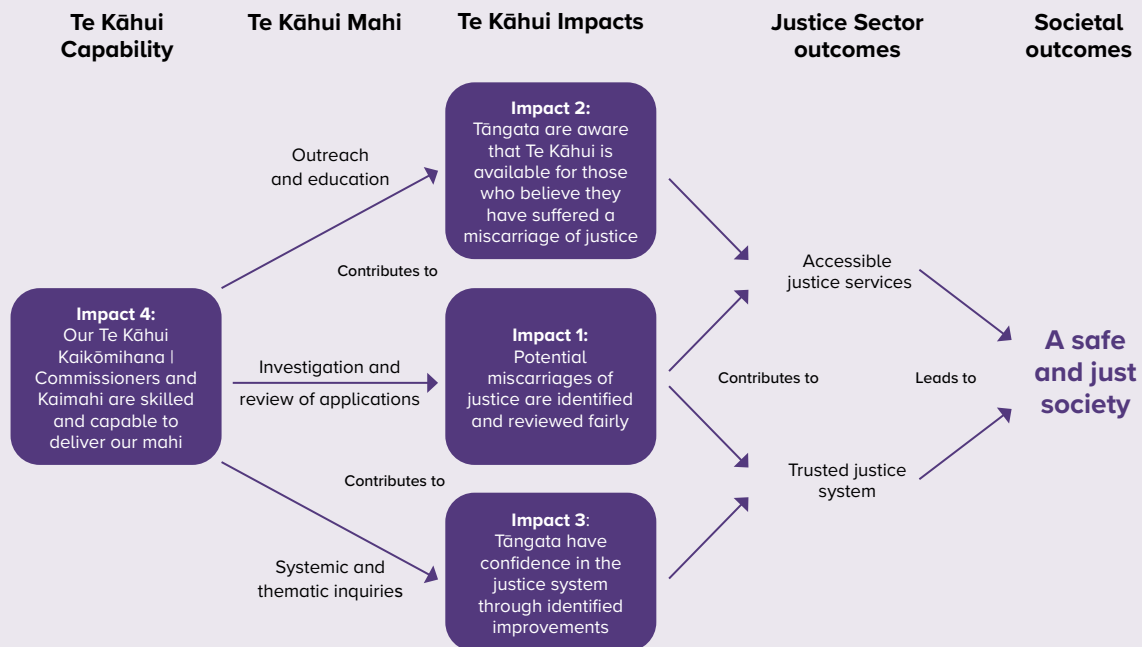 Te Kāhui
Capability
Te Kāhui Mahi
Te Kāhui Impacts
Justice Sector
outcomes
Societal
outcomes
Impact 4:
Our Te Kāhui
Kaikōmihana |
Commissioners and
Kaimahi are skilled
and capable to
deliver our mahi
Outreach
and education
Contributes to
Investigation and
review of applications
Contributes to
Systemic and
thematic inquiries
Impact 2:
Tāngata are aware
that Te Kāhui is
available for those
who believe they
have suffered a
miscarriage of justice
Impact 1:
Potential
miscarriages of
justice are identified
and reviewed fairly
Impact 3:
Tāngata have
confidence in the
justice system
through identified
improvements
Accessible
justice services
Contributes to
Trusted justice
system
Leads to
A safe
and just
society